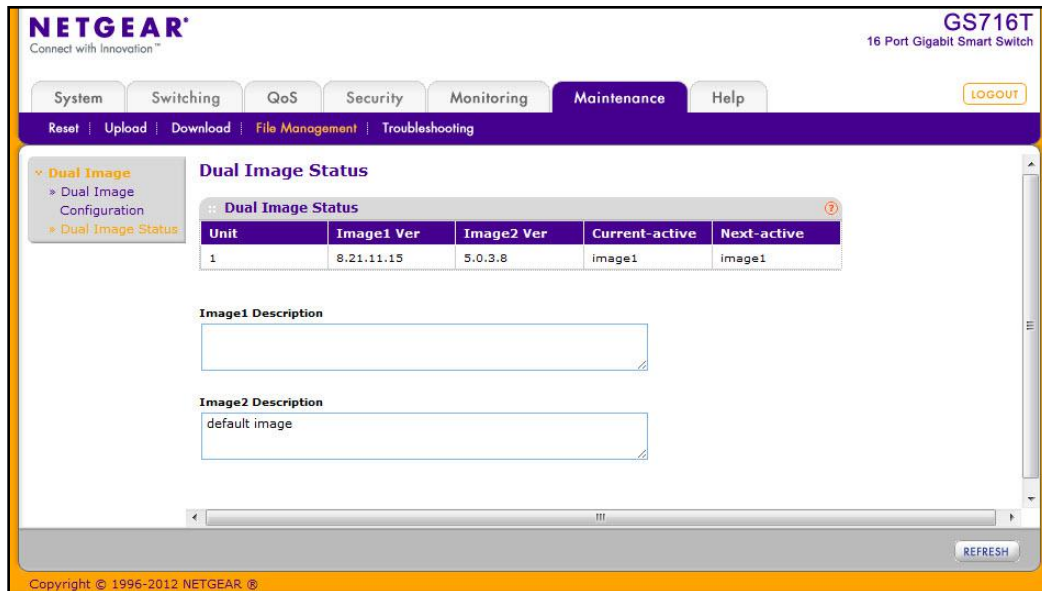 NETGEAR®
Connect with Innovation™
GS716T
16 Port Gigabit Smart Switch
System Switching QoS Security Monitoring Maintenance Help LOGOUT
Reset | Upload | Download | File Management | Troubleshooting
Dual Image
» Dual Image
Configuration
» Dual Image Status
Dual Image Status
:: Dual Image Status ?
Unit Image1 Ver Image2 Ver Current-active Next-active
1 8.21.11.15 5.0.3.8 image1 image1
Image1 Description
Image2 Description
default image
REFRESH
Copyright © 1996-2012 NETGEAR ®